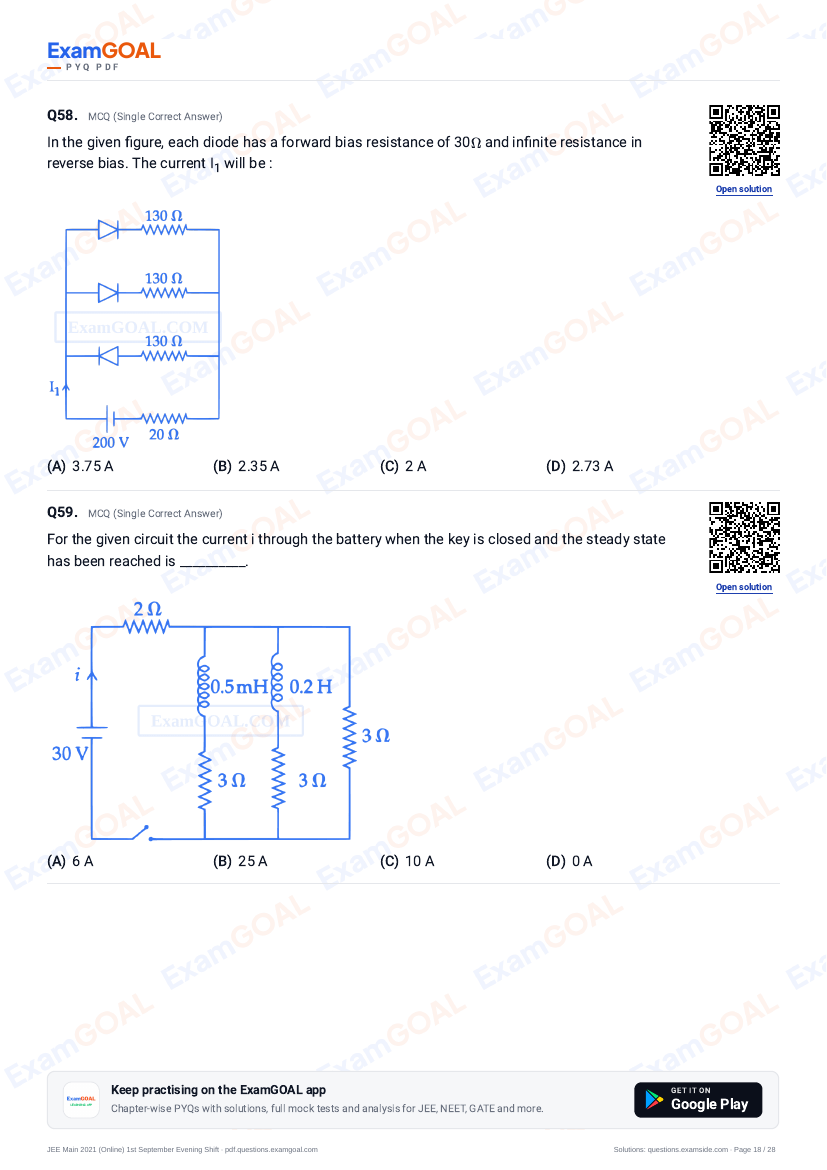 ExamGOAL
PYQ PDF
Q58. MCQ (Single Correct Answer)
In the given figure, each diode has a forward bias resistance of 30Ω and infinite resistance in
reverse bias. The current I1 will be :
Open solution
130 Ω
130 Ω
ExamGOAL.COM
130 Ω
I1
200 V 20 Ω
(A) 3.75 A (B) 2.35 A (C) 2 A (D) 2.73 A
Q59. MCQ (Single Correct Answer)
For the given circuit the current i through the battery when the key is closed and the steady state
has been reached is __________.
Open solution
2 Ω
i
0.5 mH 0.2 H
ExamGOAL.COM
3 Ω
30 V
3 Ω 3 Ω
(A) 6 A (B) 25 A (C) 10 A (D) 0 A
Keep practising on the ExamGOAL app
Chapter-wise PYQs with solutions, full mock tests and analysis for JEE, NEET, GATE and more.
GET IT ON
Google Play
JEE Main 2021 (Online) 1st September Evening Shift · pdf.questions.examgoal.com
Solutions: questions.examside.com · Page 18 / 28